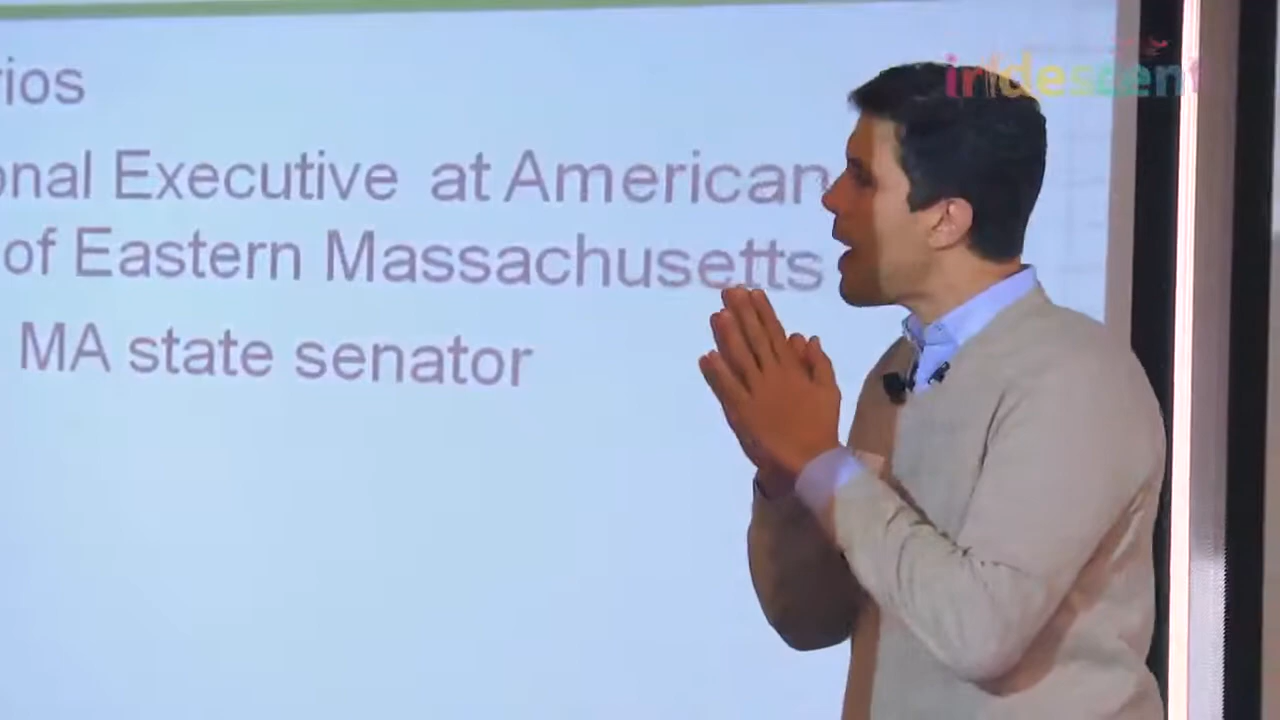 iridescent
rios
onal Executive at American
of Eastern Massachusetts
MA state senator